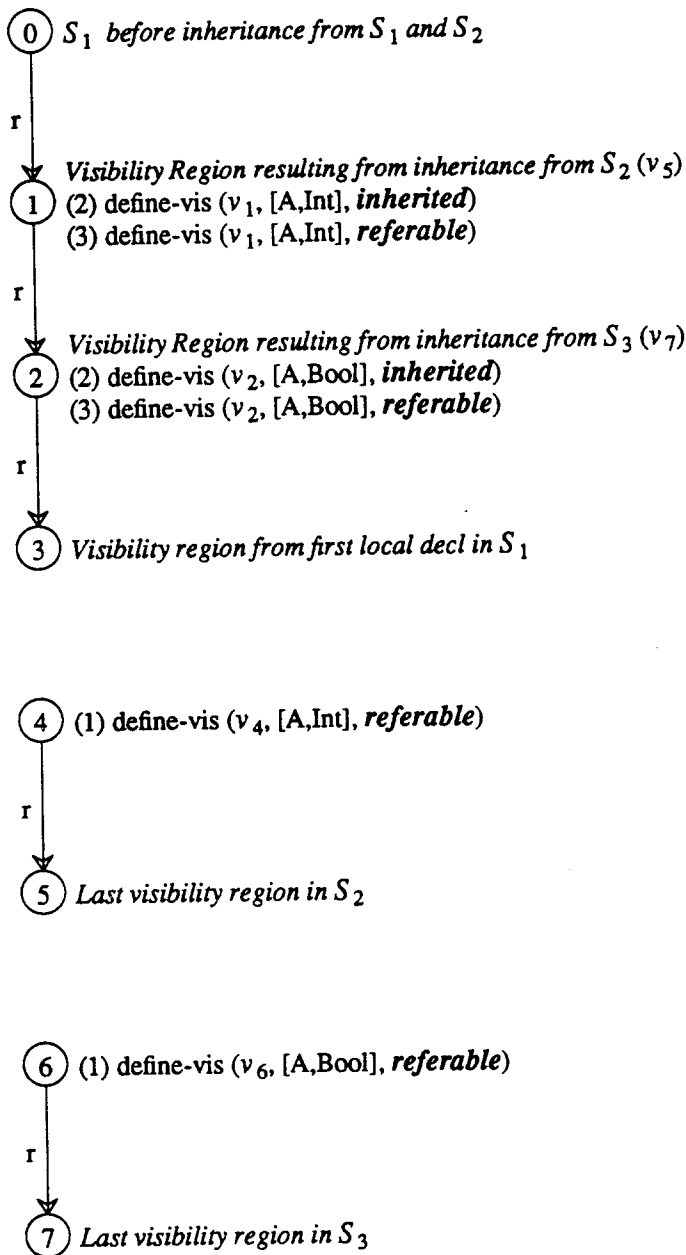 0 S1 before inheritance from S1 and S2
r
Visibility Region resulting from inheritance from S2 (v5)
1 (2) define-vis (v1, [A,Int], inherited)
(3) define-vis (v1, [A,Int], referable)
r
Visibility Region resulting from inheritance from S3 (v7)
2 (2) define-vis (v2, [A,Bool], inherited)
(3) define-vis (v2, [A,Bool], referable)
r
3 Visibility region from first local decl in S1
4 (1) define-vis (v4, [A,Int], referable)
r
5 Last visibility region in S2
6 (1) define-vis (v6, [A,Bool], referable)
r
7 Last visibility region in S3